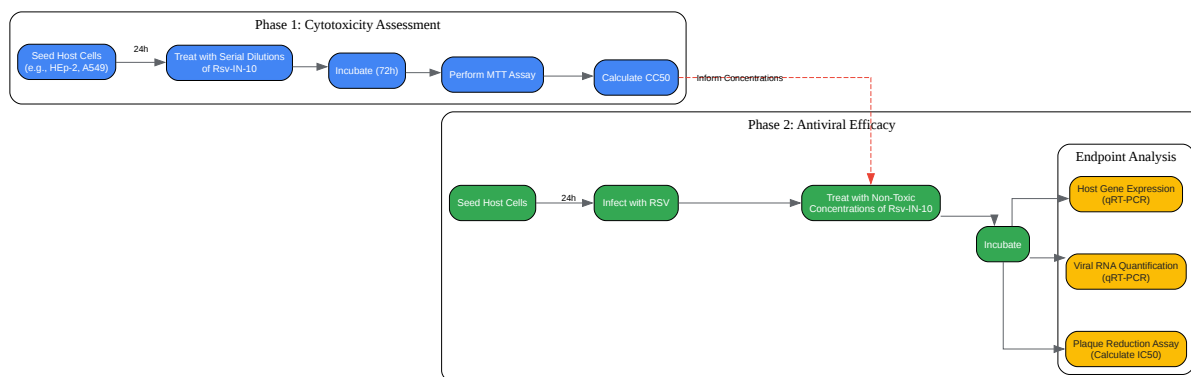 Phase 1: Cytotoxicity Assessment
Seed Host Cells
(e.g., HEp-2, A549)
24h
Treat with Serial Dilutions
of Rsv-IN-10
Incubate (72h)
Perform MTT Assay
Calculate CC50
Inform Concentrations
Phase 2: Antiviral Efficacy
Seed Host Cells
24h
Infect with RSV
Treat with Non-Toxic
Concentrations of Rsv-IN-10
Incubate
Endpoint Analysis
Host Gene Expression
(qRT-PCR)
Viral RNA Quantification
(qRT-PCR)
Plaque Reduction Assay
(Calculate IC50)